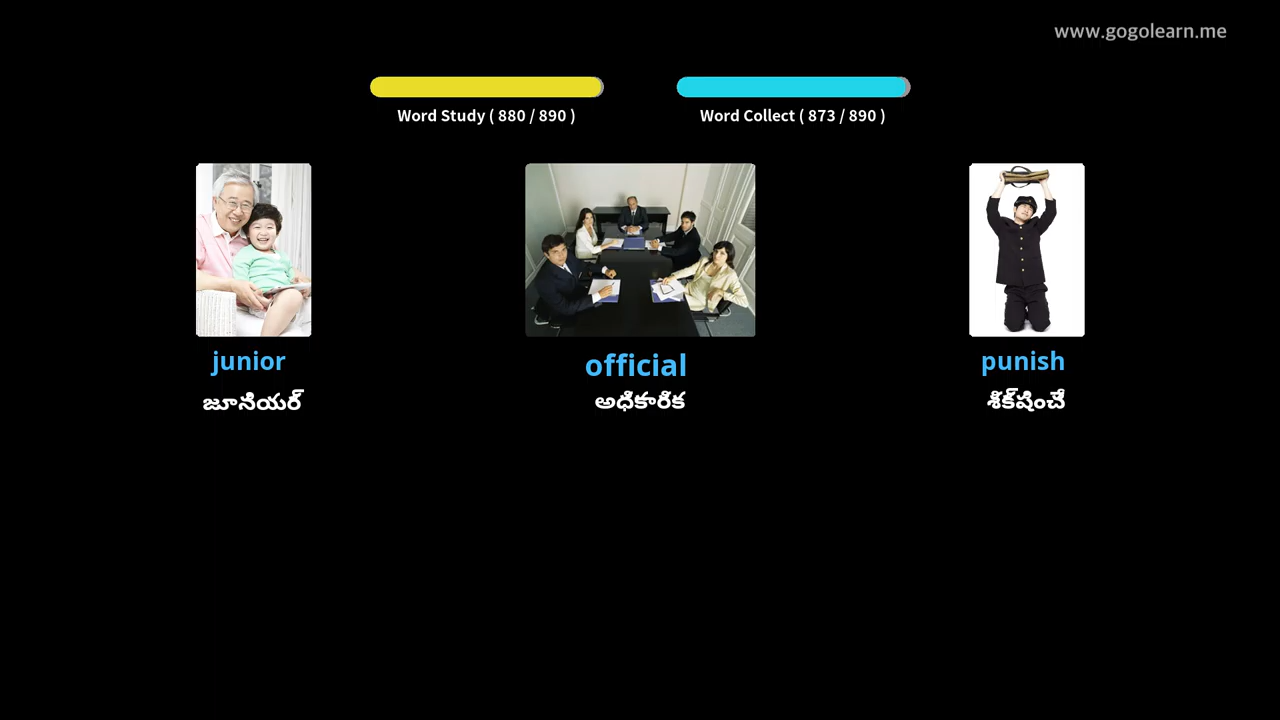 www.gogolearn.me
Word Study ( 880 / 890 )
Word Collect ( 873 / 890 )
junior
official
punish
జూనియర్
అధికారిక
శిక్షించే